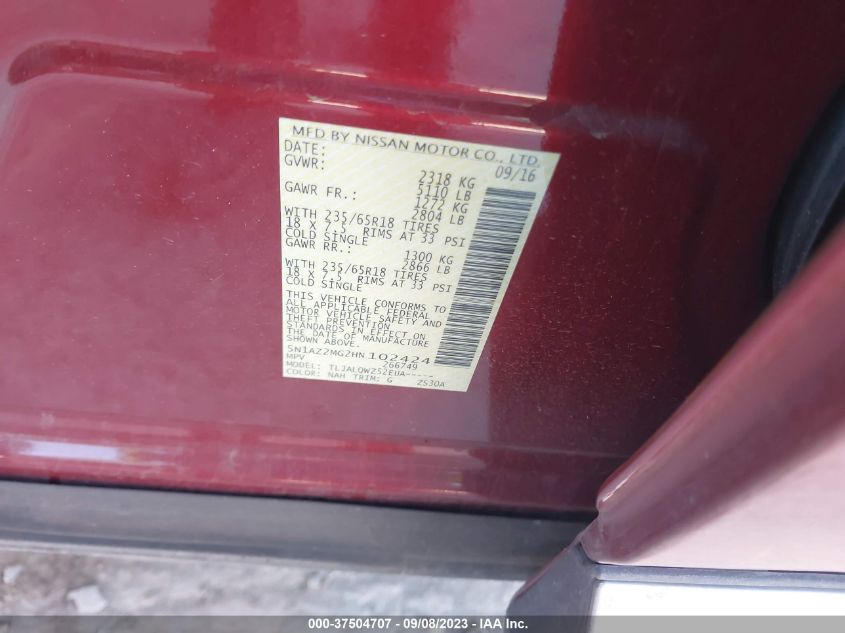 MFD BY NISSAN MOTOR CO., LTD.
DATE: 09/16
GVWR: 2318 KG
5110 LB
GAWR FR.: 1272 KG
2804 LB
WITH 235/65R18 TIRES
18 X 7.5 RIMS AT 33 PSI
COLD SINGLE
GAWR RR.: 1300 KG
2866 LB
WITH 235/65R18 TIRES
18 X 7.5 RIMS AT 33 PSI
COLD SINGLE
THIS VEHICLE CONFORMS TO
ALL APPLICABLE FEDERAL
MOTOR VEHICLE SAFETY AND
THEFT PREVENTION STANDARDS
IN EFFECT ON
THE DATE OF MANUFACTURE
SHOWN ABOVE.
5N1AZ2MG2HN102424
MPV 266749
MODEL: TLJALQWZ52EUA-----
COLOR: NAH TRIM: G ZS30A
000-37504707 - 09/08/2023 - IAA Inc.